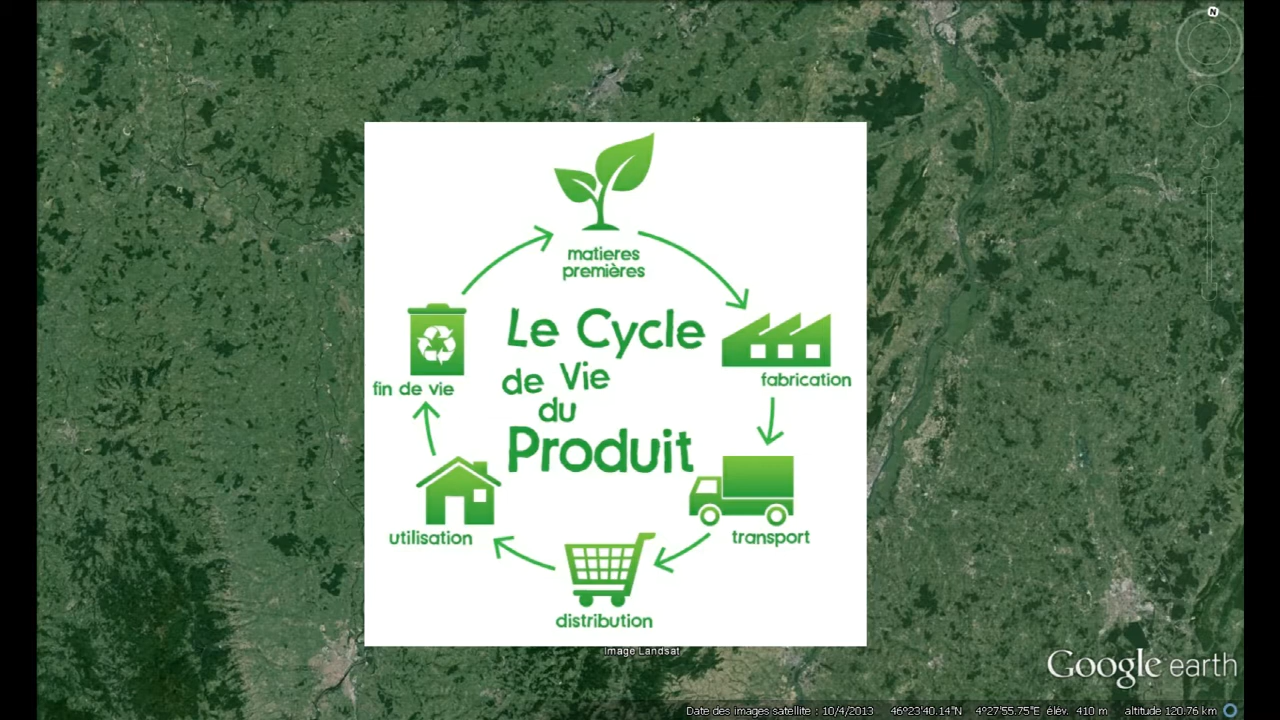 N
matieres
premières
Le Cycle
de Vie
du
Produit
fin de vie
fabrication
utilisation
transport
distribution
Image Landsat
Google earth
Date des images satellite : 10/4/2013 46°23'40.14"N 4°27'55.75"E élév. 410 m altitude 120.76 km